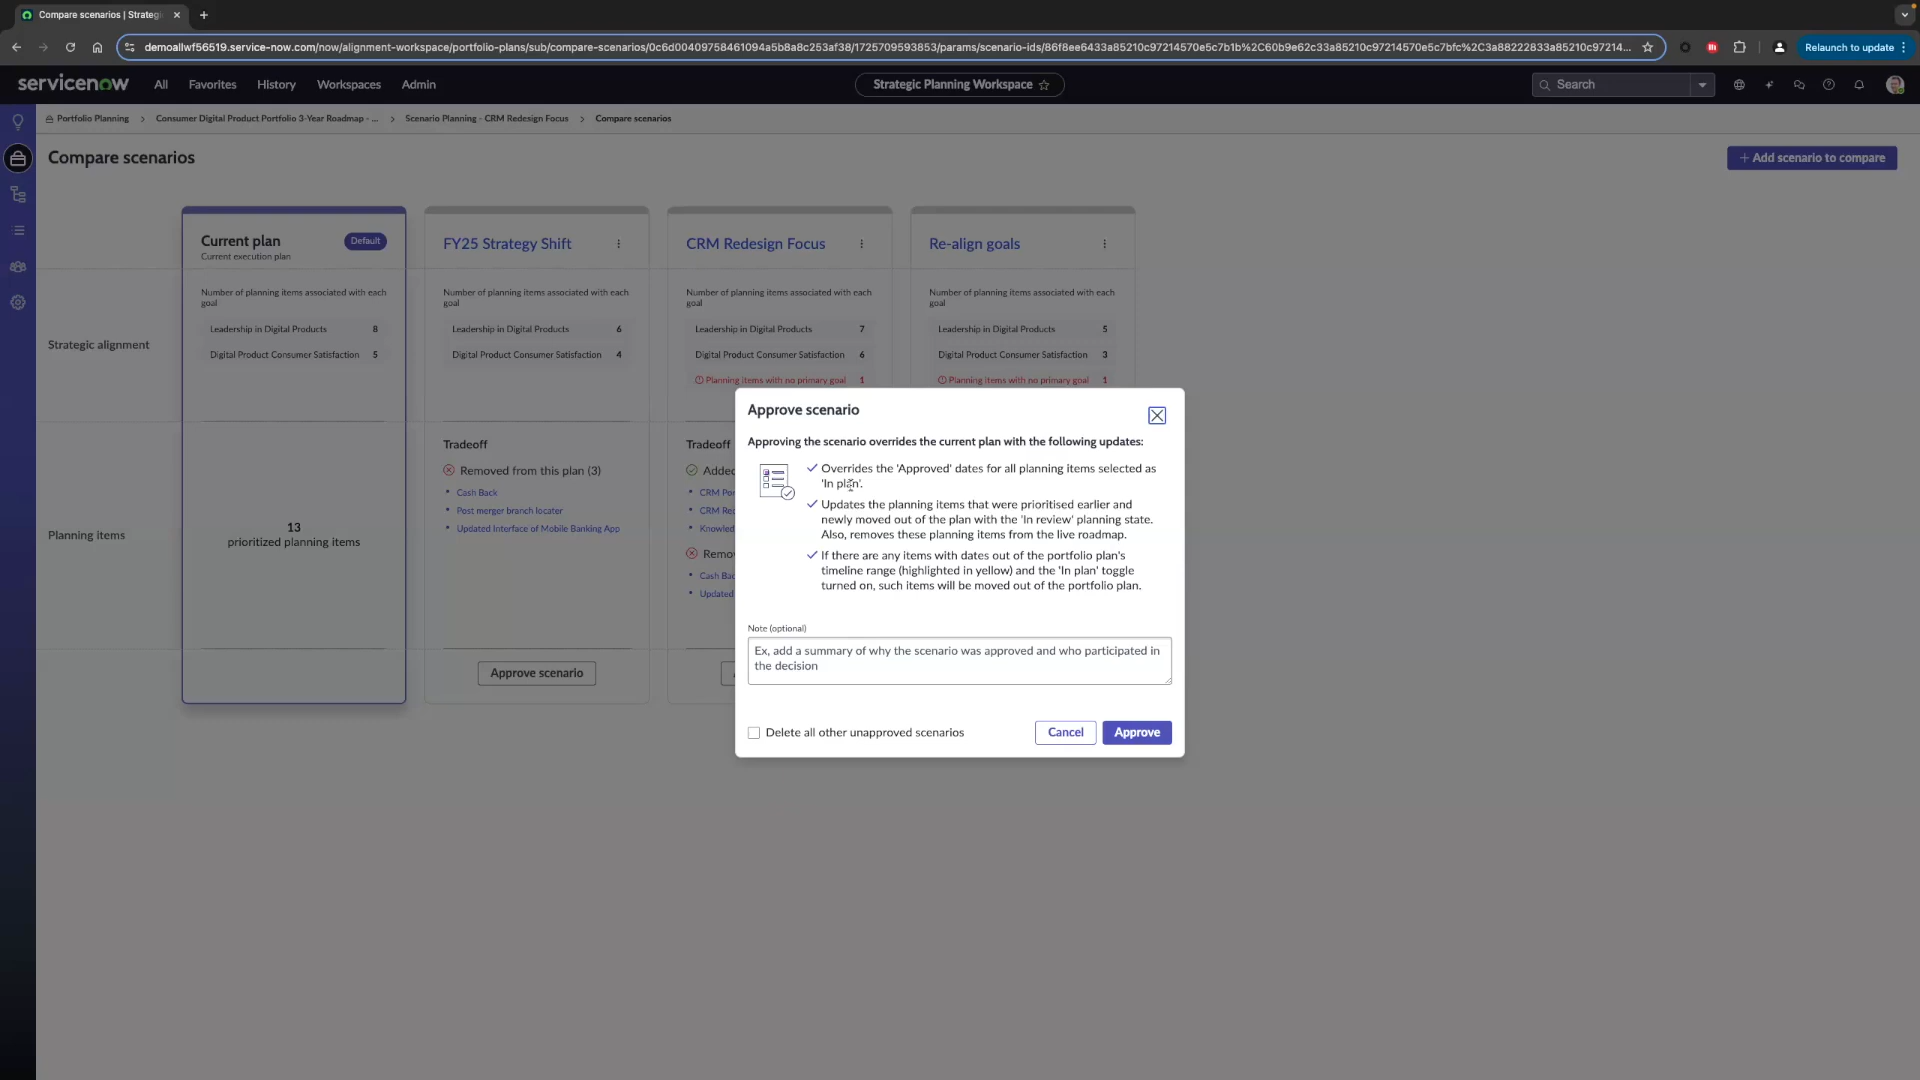 Compare scenarios | Strateg
demoallwf56519.service-now.com/now/alignment-workspace/portfolio-plans/sub/compare-scenarios/0c6d00409758461094a5b8a8c253af38/1725709593853/params/scenario-ids/86f8ee6433a85210c97214570e5c7b1b%2C60b9e62c33a85210c97214570e5c7bfc%2C3a88222833a85210c97214...
Relaunch to update
servicenow
All
Favorites
History
Workspaces
Admin
Strategic Planning Workspace
Search
Portfolio Planning > Consumer Digital Product Portfolio 3-Year Roadmap - ... > Scenario Planning - CRM Redesign Focus > Compare scenarios
Compare scenarios
+ Add scenario to compare
Current plan
Default
Current execution plan
FY25 Strategy Shift
CRM Redesign Focus
Re-align goals
Strategic alignment
Number of planning items associated with each
goal
Leadership in Digital Products 8
Digital Product Consumer Satisfaction 5
Number of planning items associated with each
goal
Leadership in Digital Products 6
Digital Product Consumer Satisfaction 4
Number of planning items associated with each
goal
Leadership in Digital Products 7
Digital Product Consumer Satisfaction 6
Planning items with no primary goal 1
Number of planning items associated with each
goal
Leadership in Digital Products 5
Digital Product Consumer Satisfaction 3
Planning items with no primary goal 1
Planning items
13
prioritized planning items
Tradeoff
Removed from this plan (3)
• Cash Back
• Post merger branch locater
• Updated Interface of Mobile Banking App
Approve scenario
Tradeoff
Added
• CRM Por
• CRM Rec
• Knowled
Remo
• Cash Bac
• Updated
Approve scenario
Approving the scenario overrides the current plan with the following updates:
Overrides the 'Approved' dates for all planning items selected as
'In plan'.
Updates the planning items that were prioritised earlier and
newly moved out of the plan with the 'In review' planning state.
Also, removes these planning items from the live roadmap.
If there are any items with dates out of the portfolio plan's
timeline range (highlighted in yellow) and the 'In plan' toggle
turned on, such items will be moved out of the portfolio plan.
Note (optional)
Ex, add a summary of why the scenario was approved and who participated in
the decision
Delete all other unapproved scenarios
Cancel
Approve